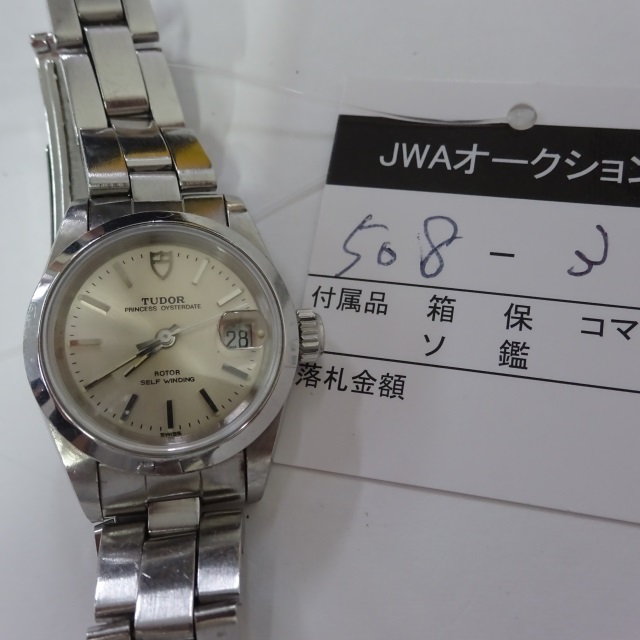 TUDOR
PRINCESS OYSTERDATE
28
ROTOR
SELF WINDING
SWISS
JWAオークション
508-3
付属品 箱 保 コマ
ソ 鑑
落札金額